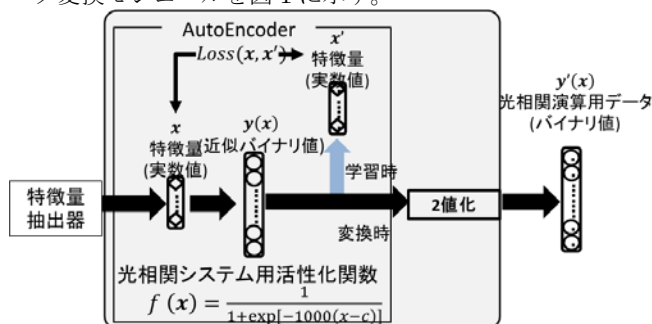 タ変換モジュールを図1に示す。
AutoEncoder
Loss(x, x′)
x′
特徴量
(実数値)
x
特徴量
(実数値)
y(x)
(近似バイナリ値)
y′(x)
光相関演算用データ
(バイナリ値)
学習時
特徴量
抽出器
2値化
変換時
光相関システム用活性化関数
f (x) = 1 / 1+exp[−1000(x−c)]